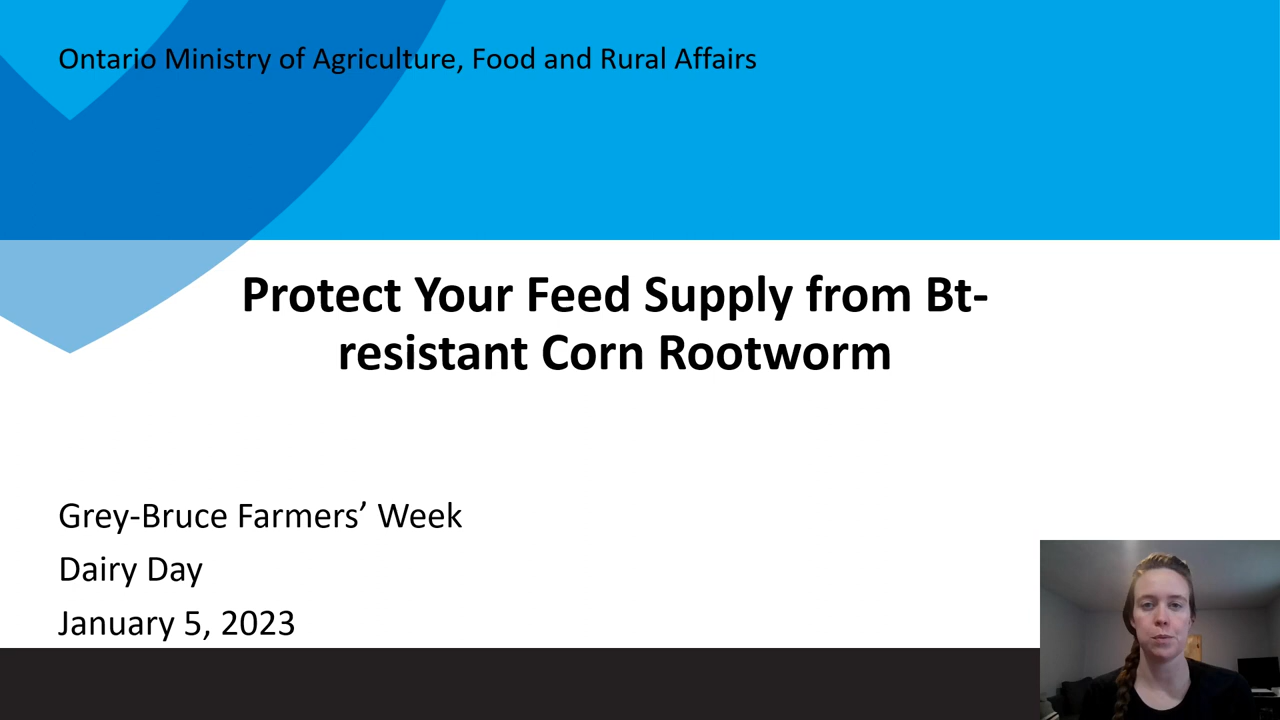 Ontario Ministry of Agriculture, Food and Rural Affairs
Protect Your Feed Supply from Bt-
resistant Corn Rootworm
Grey-Bruce Farmers’ Week
Dairy Day
January 5, 2023